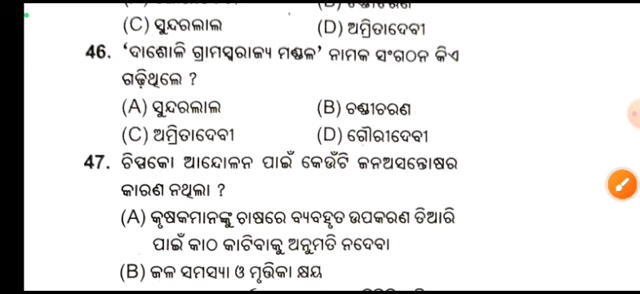 (C) ସୁନ୍ଦରଲାଲ (D) ଅମ୍ରିତାଦେବୀ
46. ‘ଦାଶୋଳି ଗ୍ରାମସ୍ୱରାଜ୍ୟ ମଣ୍ଡଳ’ ନାମକ ସଂଗଠନ କିଏ
ଗଢ଼ିଥିଲେ ?
(A) ସୁନ୍ଦରଲାଲ (B) ଚଣ୍ଡୀଚରଣ
(C) ଅମ୍ରିତାଦେବୀ (D) ଗୌରୀଦେବୀ
47. ଚିପ୍‌କୋ ଆନ୍ଦୋଳନ ପାଇଁ କେଉଁଟି ଜନଅସନ୍ତୋଷର
କାରଣ ନଥିଲା ?
(A) କୃଷକମାନଙ୍କୁ ଚାଷରେ ବ୍ୟବହୃତ ଉପକରଣ ତିଆରି
ପାଇଁ କାଠ କାଟିବାକୁ ଅନୁମତି ନଦେବା
(B) ଜଳ ସମସ୍ୟା ଓ ମୃତ୍ତିକା କ୍ଷୟ